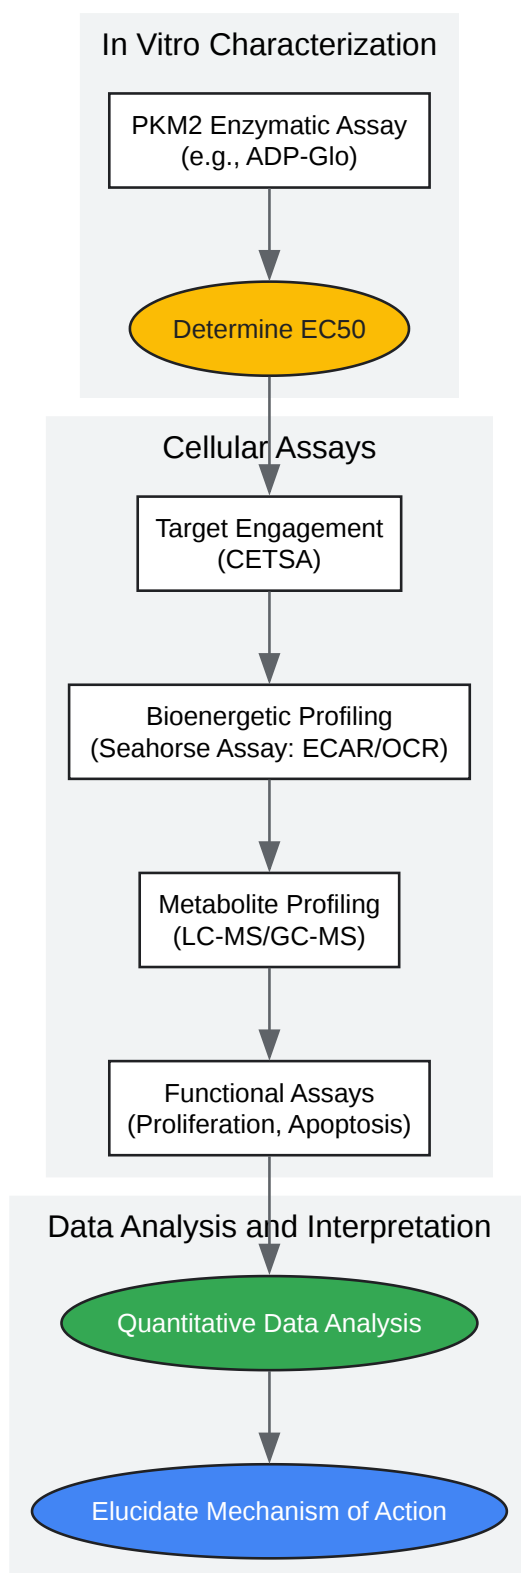 In Vitro Characterization
PKM2 Enzymatic Assay
(e.g., ADP-Glo)
Determine EC50
Cellular Assays
Target Engagement
(CETSA)
Bioenergetic Profiling
(Seahorse Assay: ECAR/OCR)
Metabolite Profiling
(LC-MS/GC-MS)
Functional Assays
(Proliferation, Apoptosis)
Data Analysis and Interpretation
Quantitative Data Analysis
Elucidate Mechanism of Action